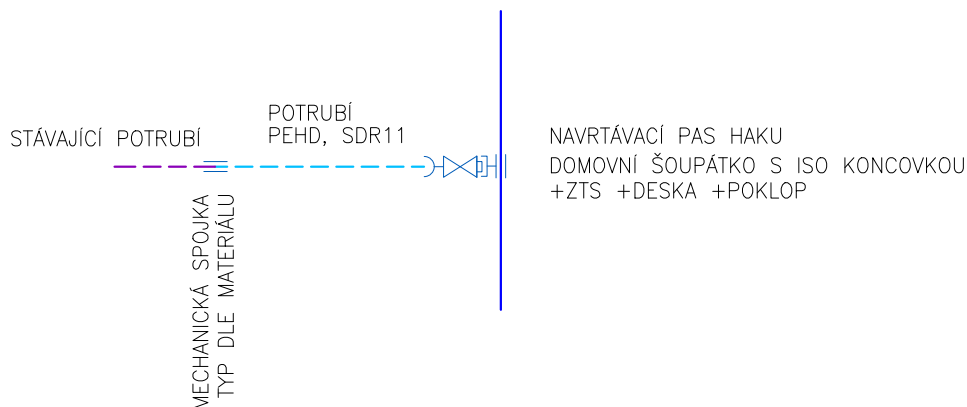 STÁVAJÍCÍ POTRUBÍ
POTRUBÍ
PEHD, SDR11
NAVRTÁVACÍ PAS HAKU
DOMOVNÍ ŠOUPÁTKO S ISO KONCOVKOU
+ZTS +DESKA +POKLOP
MECHANICKÁ SPOJKA
TYP DLE MATERIÁLU